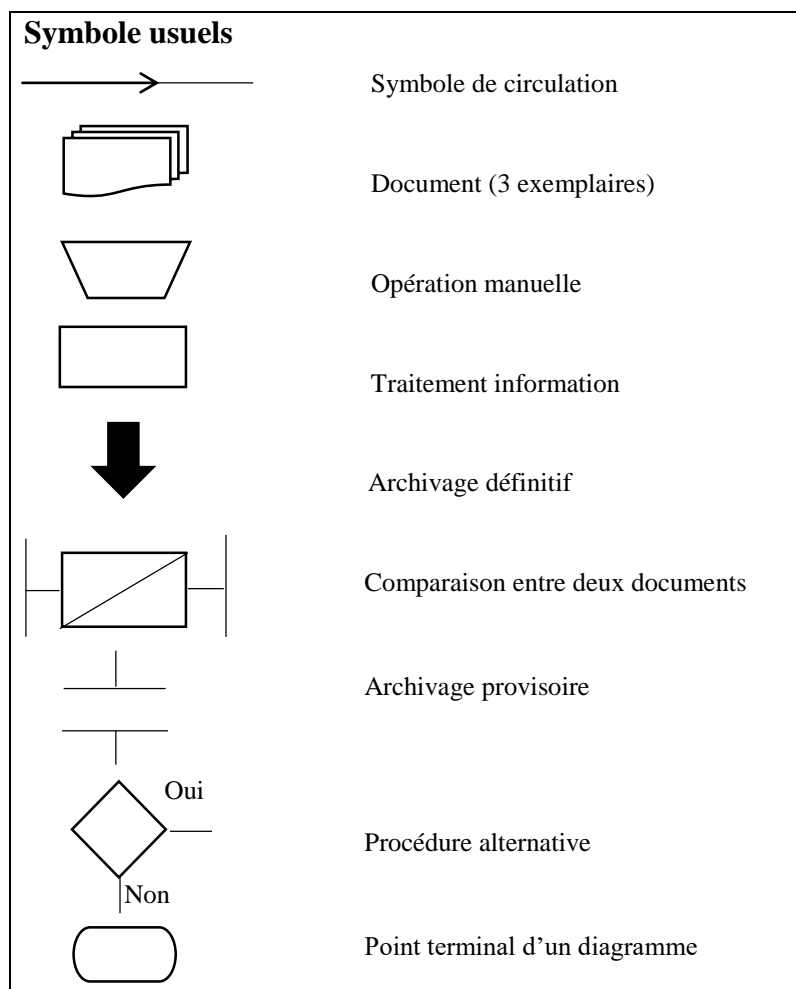 Symbole usuels
Symbole de circulation
Document (3 exemplaires)
Opération manuelle
Traitement information
Archivage définitif
Comparaison entre deux documents
Archivage provisoire
Oui
Procédure alternative
Non
Point terminal d'un diagramme